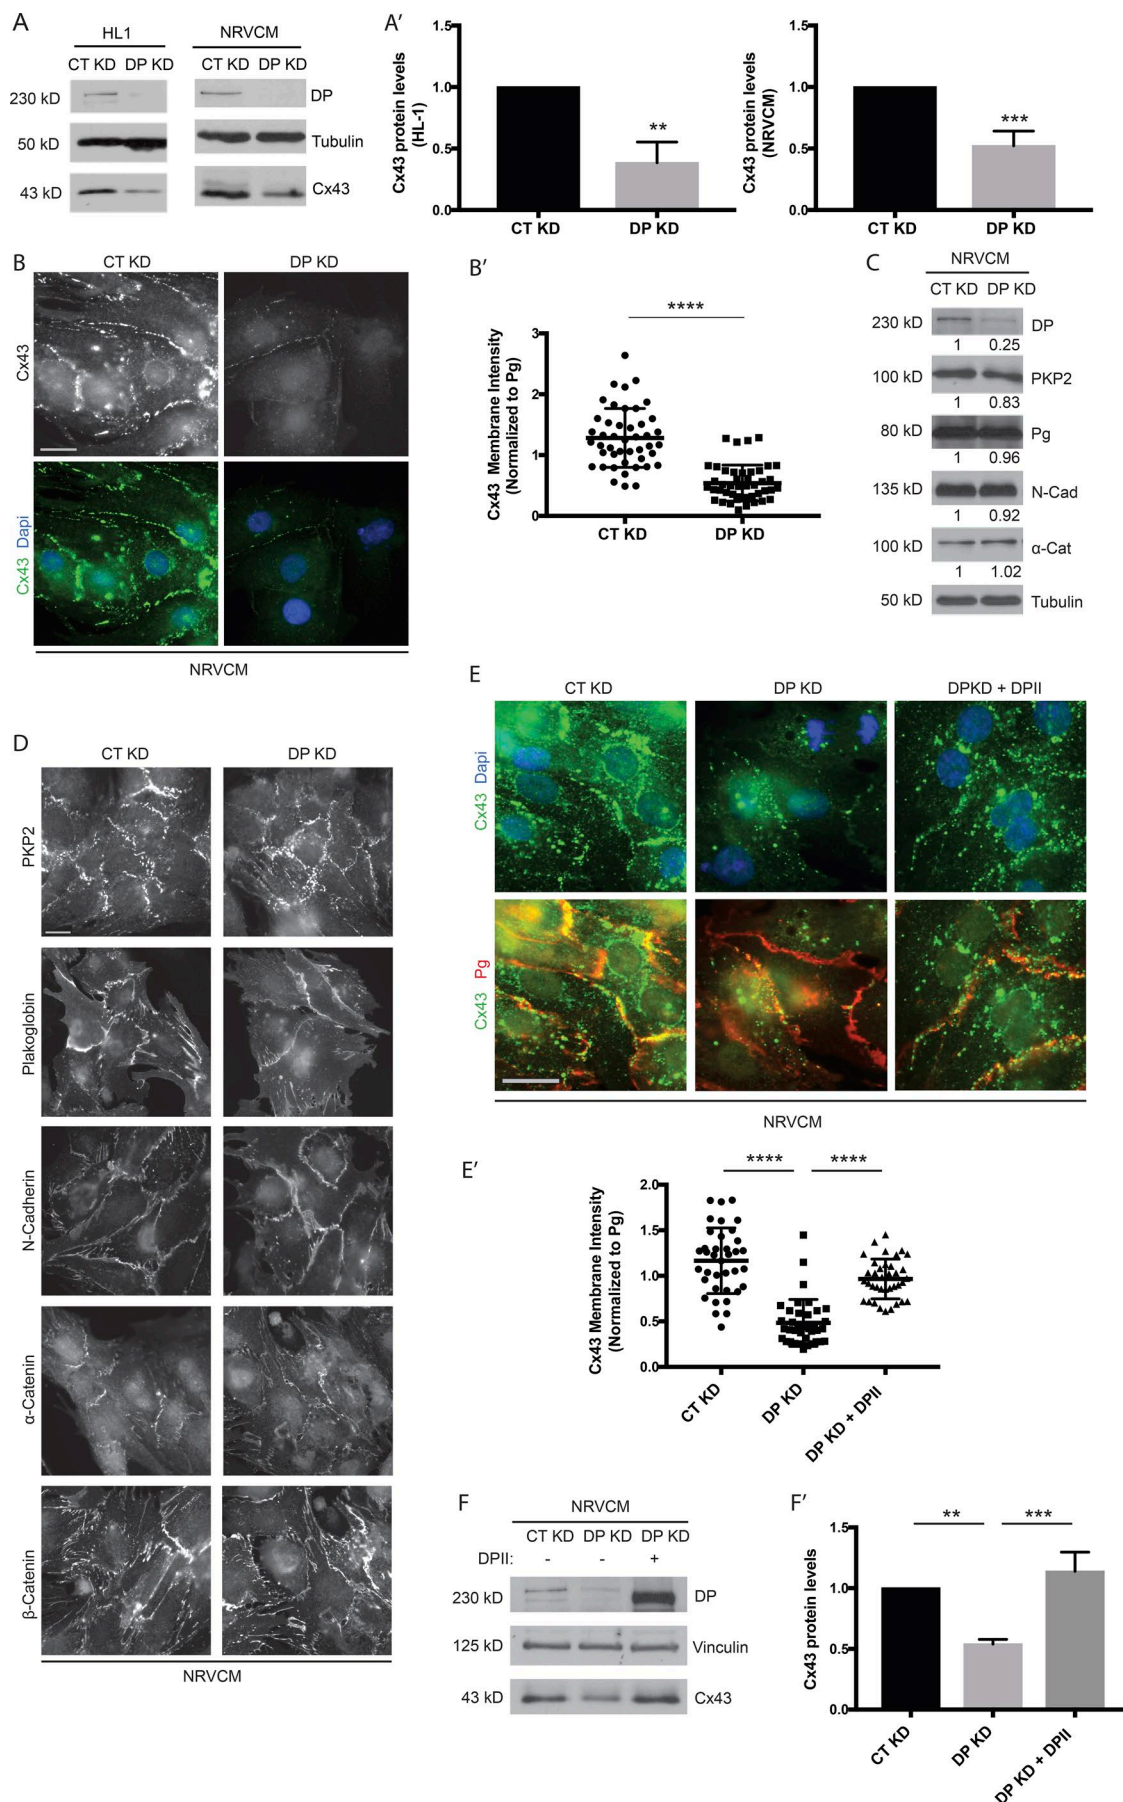 A
HL1
NRVCM
CT KD DP KD
CT KD DP KD
230 kD
DP
50 kD
Tubulin
43 kD
Cx43
A'
Cx43 protein levels
(HL-1)
1.5
1.0
0.5
0.0
**
CT KD
DP KD
Cx43 protein levels
(NRVCM)
1.5
1.0
0.5
0.0
***
CT KD
DP KD
B
CT KD
DP KD
Cx43
Cx43 Dapi
NRVCM
B'
Cx43 Membrane Intensity
(Normalized to Pg)
3
2
1
0
****
CT KD
DP KD
C
NRVCM
CT KD DP KD
230 kD
DP
1 0.25
100 kD
PKP2
1 0.83
80 kD
Pg
1 0.96
135 kD
N-Cad
1 0.92
100 kD
α-Cat
1 1.02
50 kD
Tubulin
D
CT KD
DP KD
PKP2
Plakoglobin
N-Cadherin
α-Catenin
β-Catenin
NRVCM
E
CT KD
DP KD
DPKD + DPII
Cx43 Dapi
Cx43 Pg
NRVCM
E'
Cx43 Membrane Intensity
(Normalized to Pg)
2.0
1.5
1.0
0.5
0.0
****
****
CT KD
DP KD
DP KD + DPII
F
NRVCM
CT KD DP KD DP KD
DPII: - - +
230 kD
DP
125 kD
Vinculin
43 kD
Cx43
F'
Cx43 protein levels
1.5
1.0
0.5
0.0
**
***
CT KD
DP KD
DP KD + DPII